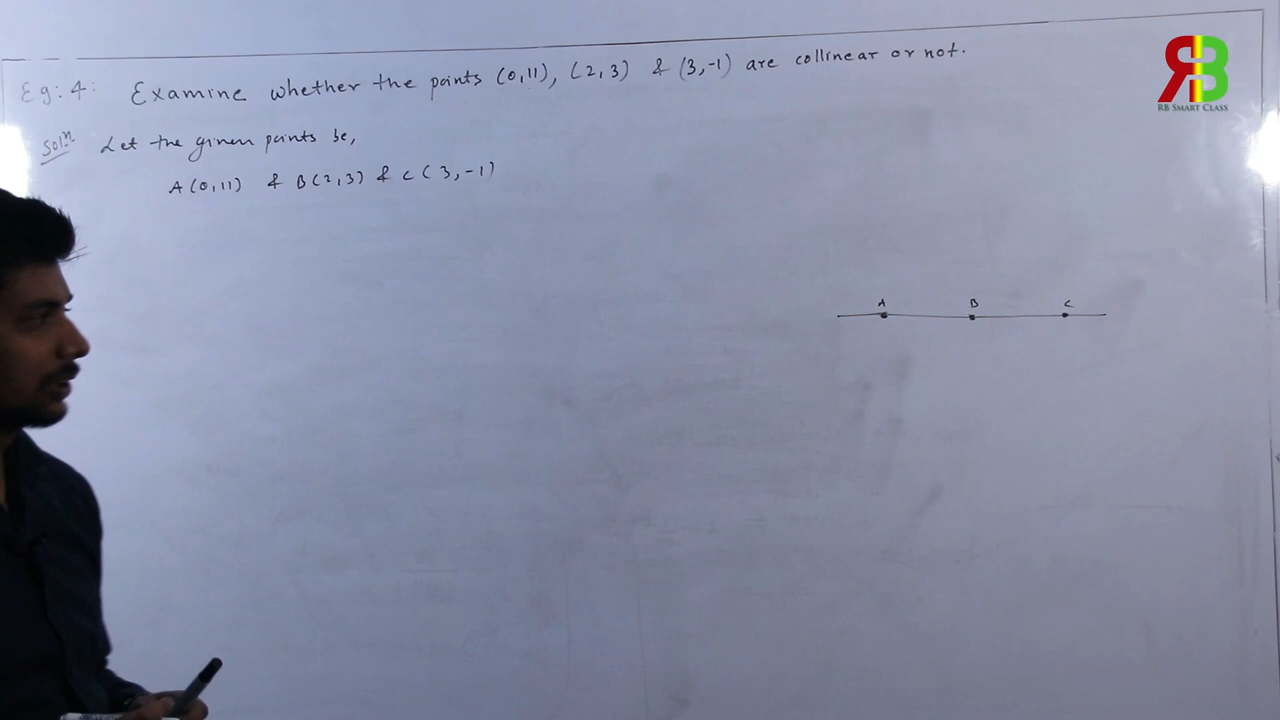 Eg: 4: Examine whether the points (0,11), (2,3) & (3,-1) are collinear or not.
Solⁿ Let the given points be,
A(0,11) & B(2,3) & C(3,-1)
A B C
RB
RB SMART CLASS